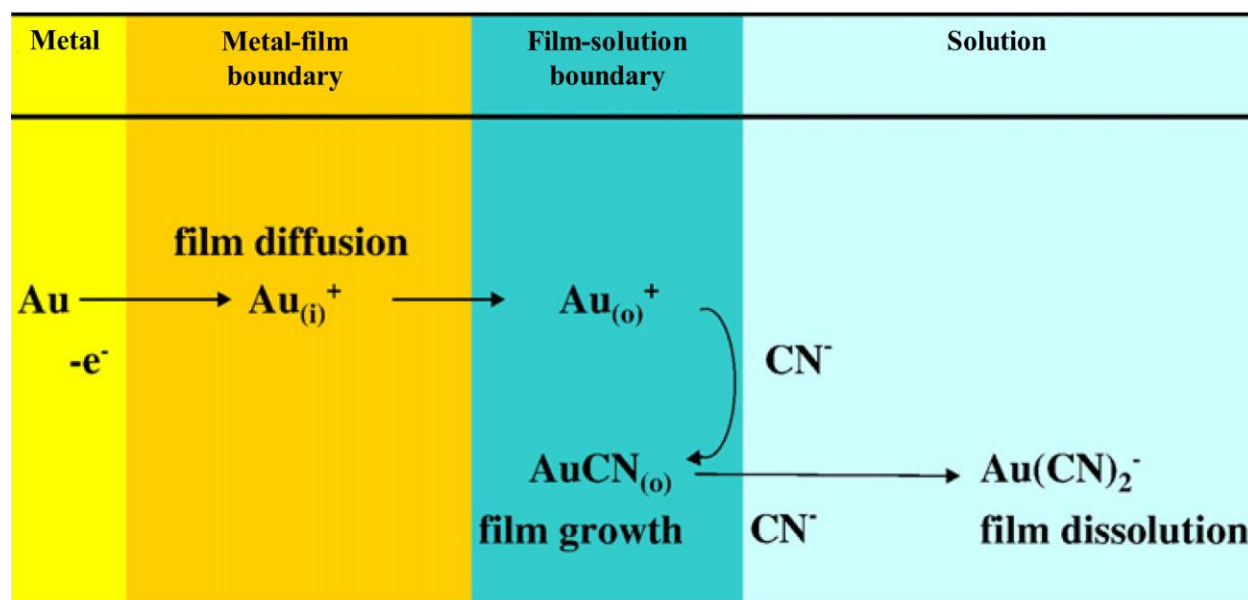 Metal
Metal-film
boundary
Film-solution
boundary
Solution
film diffusion
Au
Au(i)+
Au(o)+
-e-
CN-
AuCN(o)
Au(CN)2-
film growth
CN-
film dissolution